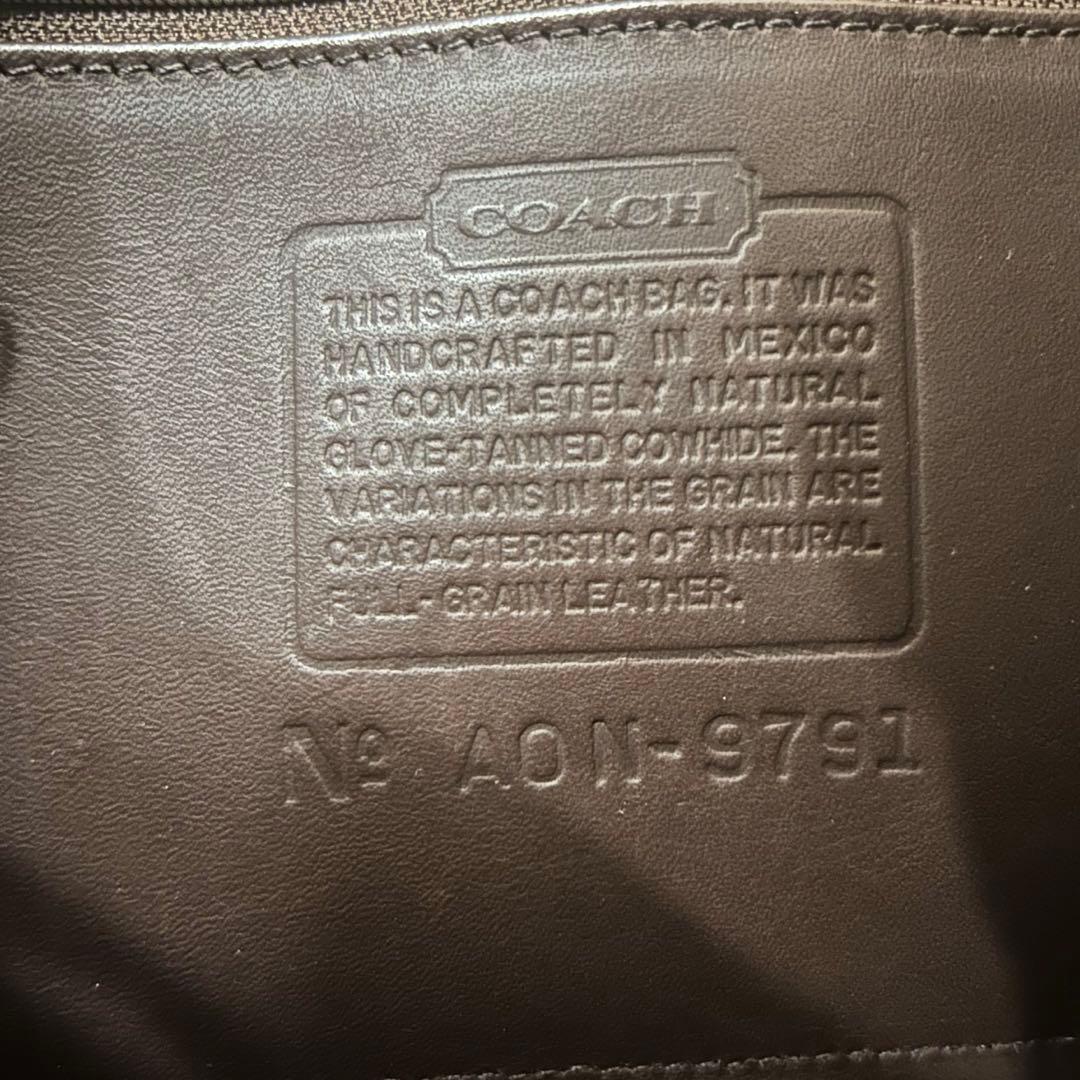 COACH
THIS IS A COACH BAG. IT WAS
HANDCRAFTED IN MEXICO
OF COMPLETELY NATURAL
GLOVE-TANNED COWHIDE. THE
VARIATIONS IN THE GRAIN ARE
CHARACTERISTIC OF NATURAL
FULL-GRAIN LEATHER.
Nº AON-9791